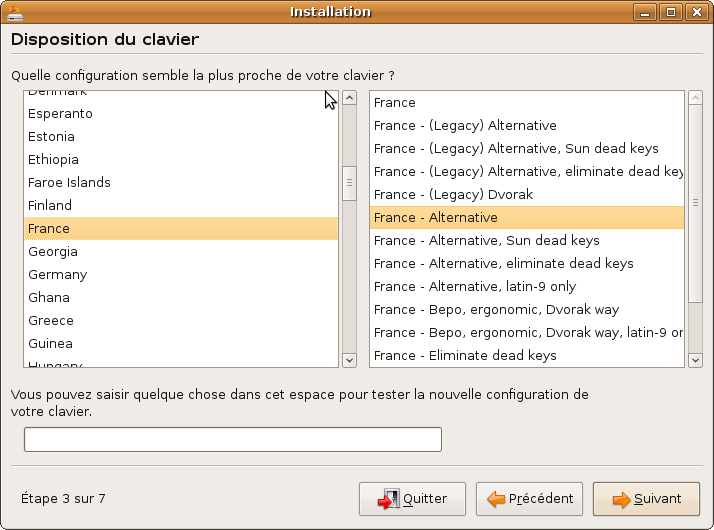 Installation
Disposition du clavier
Quelle configuration semble la plus proche de votre clavier ?
Denmark
Esperanto
Estonia
Ethiopia
Faroe Islands
Finland
France
Georgia
Germany
Ghana
Greece
Guinea
Hungary
France
France - (Legacy) Alternative
France - (Legacy) Alternative, Sun dead keys
France - (Legacy) Alternative, eliminate dead key
France - (Legacy) Dvorak
France - Alternative
France - Alternative, Sun dead keys
France - Alternative, eliminate dead keys
France - Alternative, latin-9 only
France - Bepo, ergonomic, Dvorak way
France - Bepo, ergonomic, Dvorak way, latin-9 or
France - Eliminate dead keys
Vous pouvez saisir quelque chose dans cet espace pour tester la nouvelle configuration de
votre clavier.
Étape 3 sur 7
Quitter
Précédent
Suivant